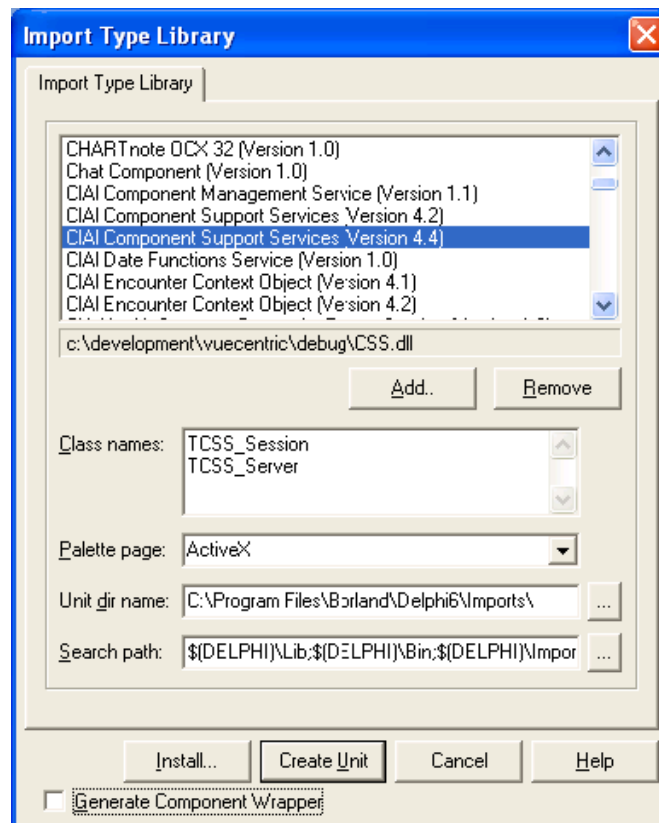 Import Type Library
Import Type Library
CHARTnote OCX 32 (Version 1.0)
Chat Component (Version 1.0)
CIAI Component Management Service (Version 1.1)
CIAI Component Support Services (Version 4.2)
CIAI Component Support Services (Version 4.4)
CIAI Date Functions Service (Version 1.0)
CIAI Encounter Context Object (Version 4.1)
CIAI Encounter Context Object (Version 4.2)
c:\development\vuecentric\debug\CSS.dll
Add..
Remove
Class names:
TCSS_Session
TCSS_Server
Palette page:
ActiveX
Unit dir name:
C:\Program Files\Borland\Delphi6\Imports\
...
Search path:
$(DELPHI)\Lib;$(DELPHI)\Bin;$(DELPHI)\Impor
...
Install...
Create Unit
Cancel
Help
Generate Component Wrapper